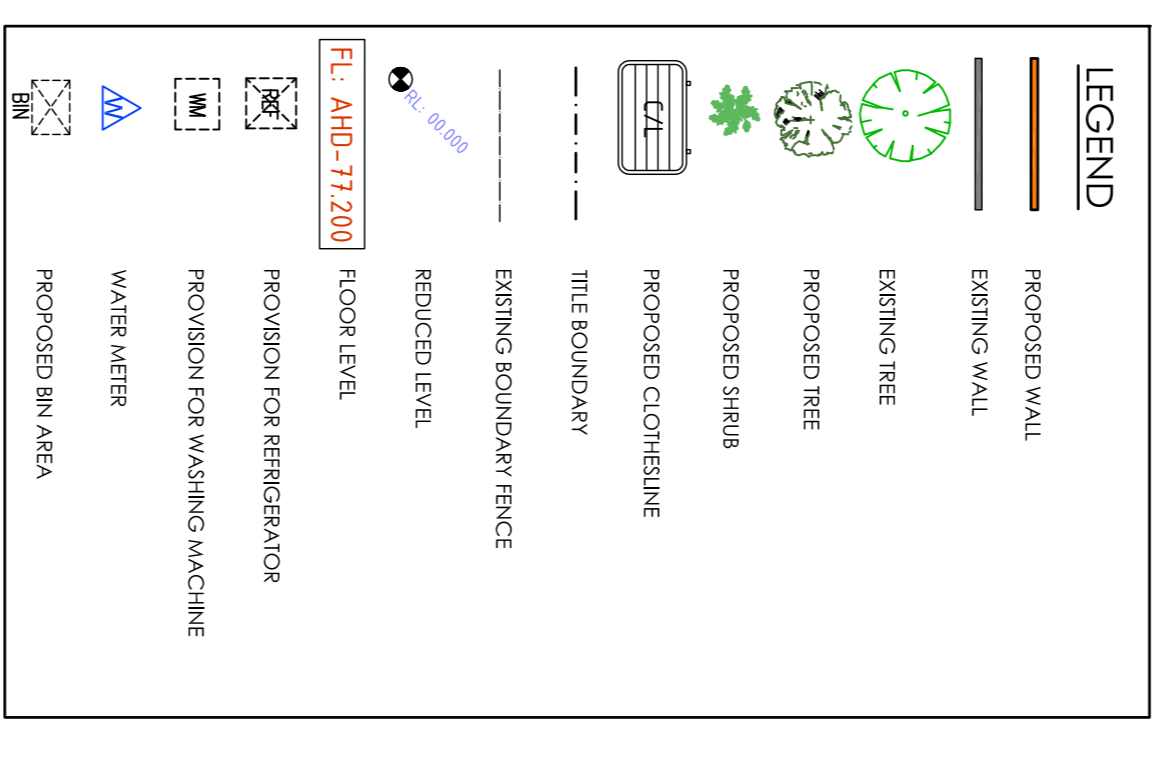 LEGEND
PROPOSED WALL
EXISTING WALL
EXISTING TREE
PROPOSED TREE
PROPOSED SHRUB
C/L PROPOSED CLOTHESLINE
TITLE BOUNDARY
EXISTING BOUNDARY FENCE
RL: 00.000 REDUCED LEVEL
FL: AHD-77.200 FLOOR LEVEL
REF PROVISION FOR REFRIGERATOR
WM PROVISION FOR WASHING MACHINE
W WATER METER
BIN PROPOSED BIN AREA